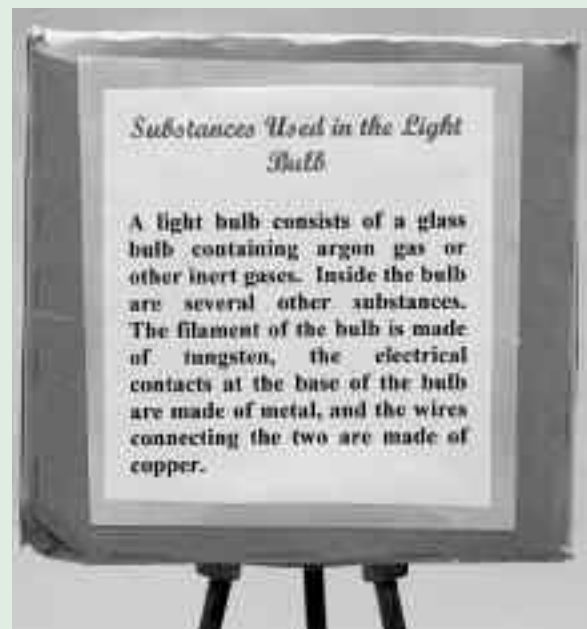 Substances Used in the Light
Bulb
A light bulb consists of a glass
bulb containing argon gas or
other inert gases. Inside the bulb
are several other substances.
The filament of the bulb is made
of tungsten, the electrical
contacts at the base of the bulb
are made of metal, and the wires
connecting the two are made of
copper.